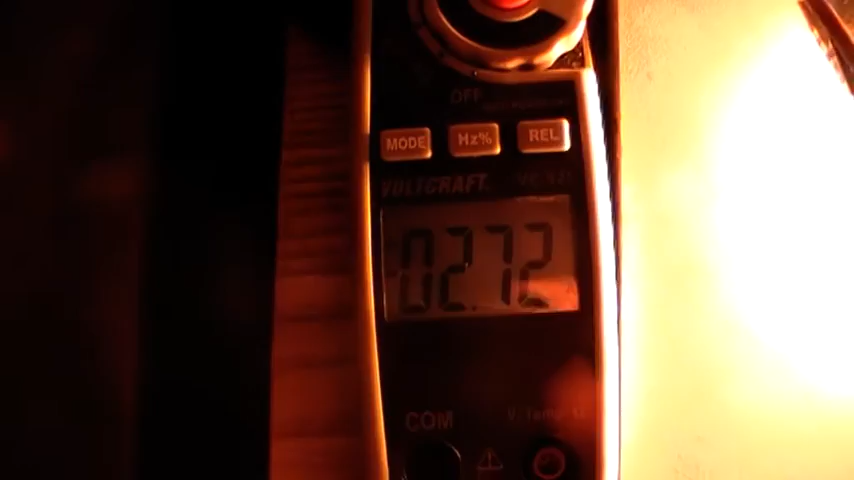 OFF
MODE Hz% REL
VOLTCRAFT.
02.72
COM